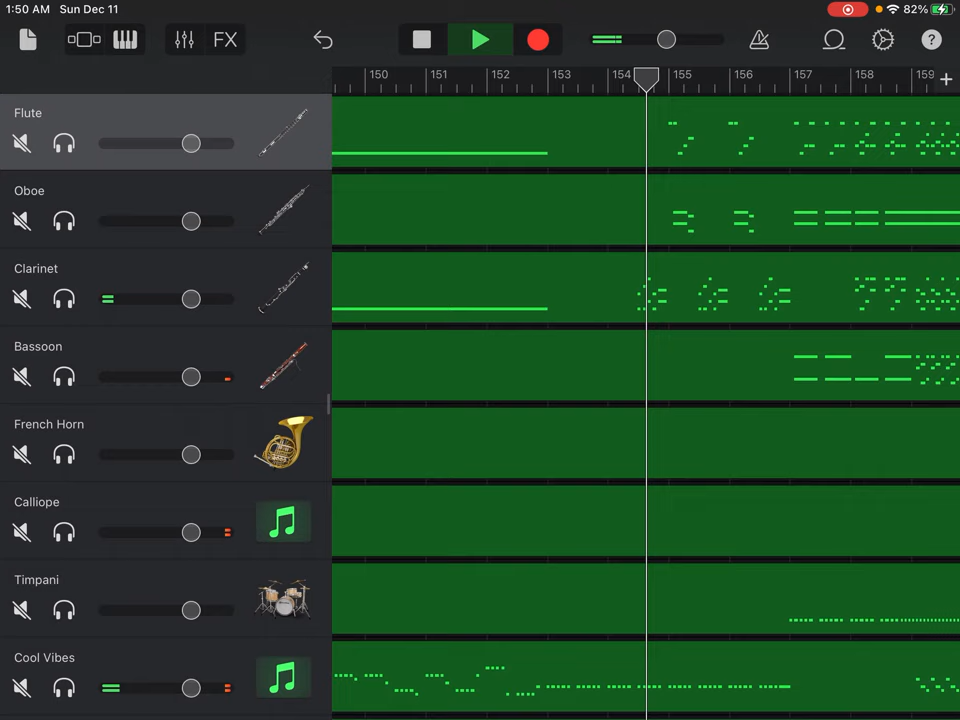 1:50 AM Sun Dec 11
82%
FX
?
150 151 152 153 154 155 156 157 158 159 +
Flute
Oboe
Clarinet
Bassoon
French Horn
Calliope
Timpani
Cool Vibes